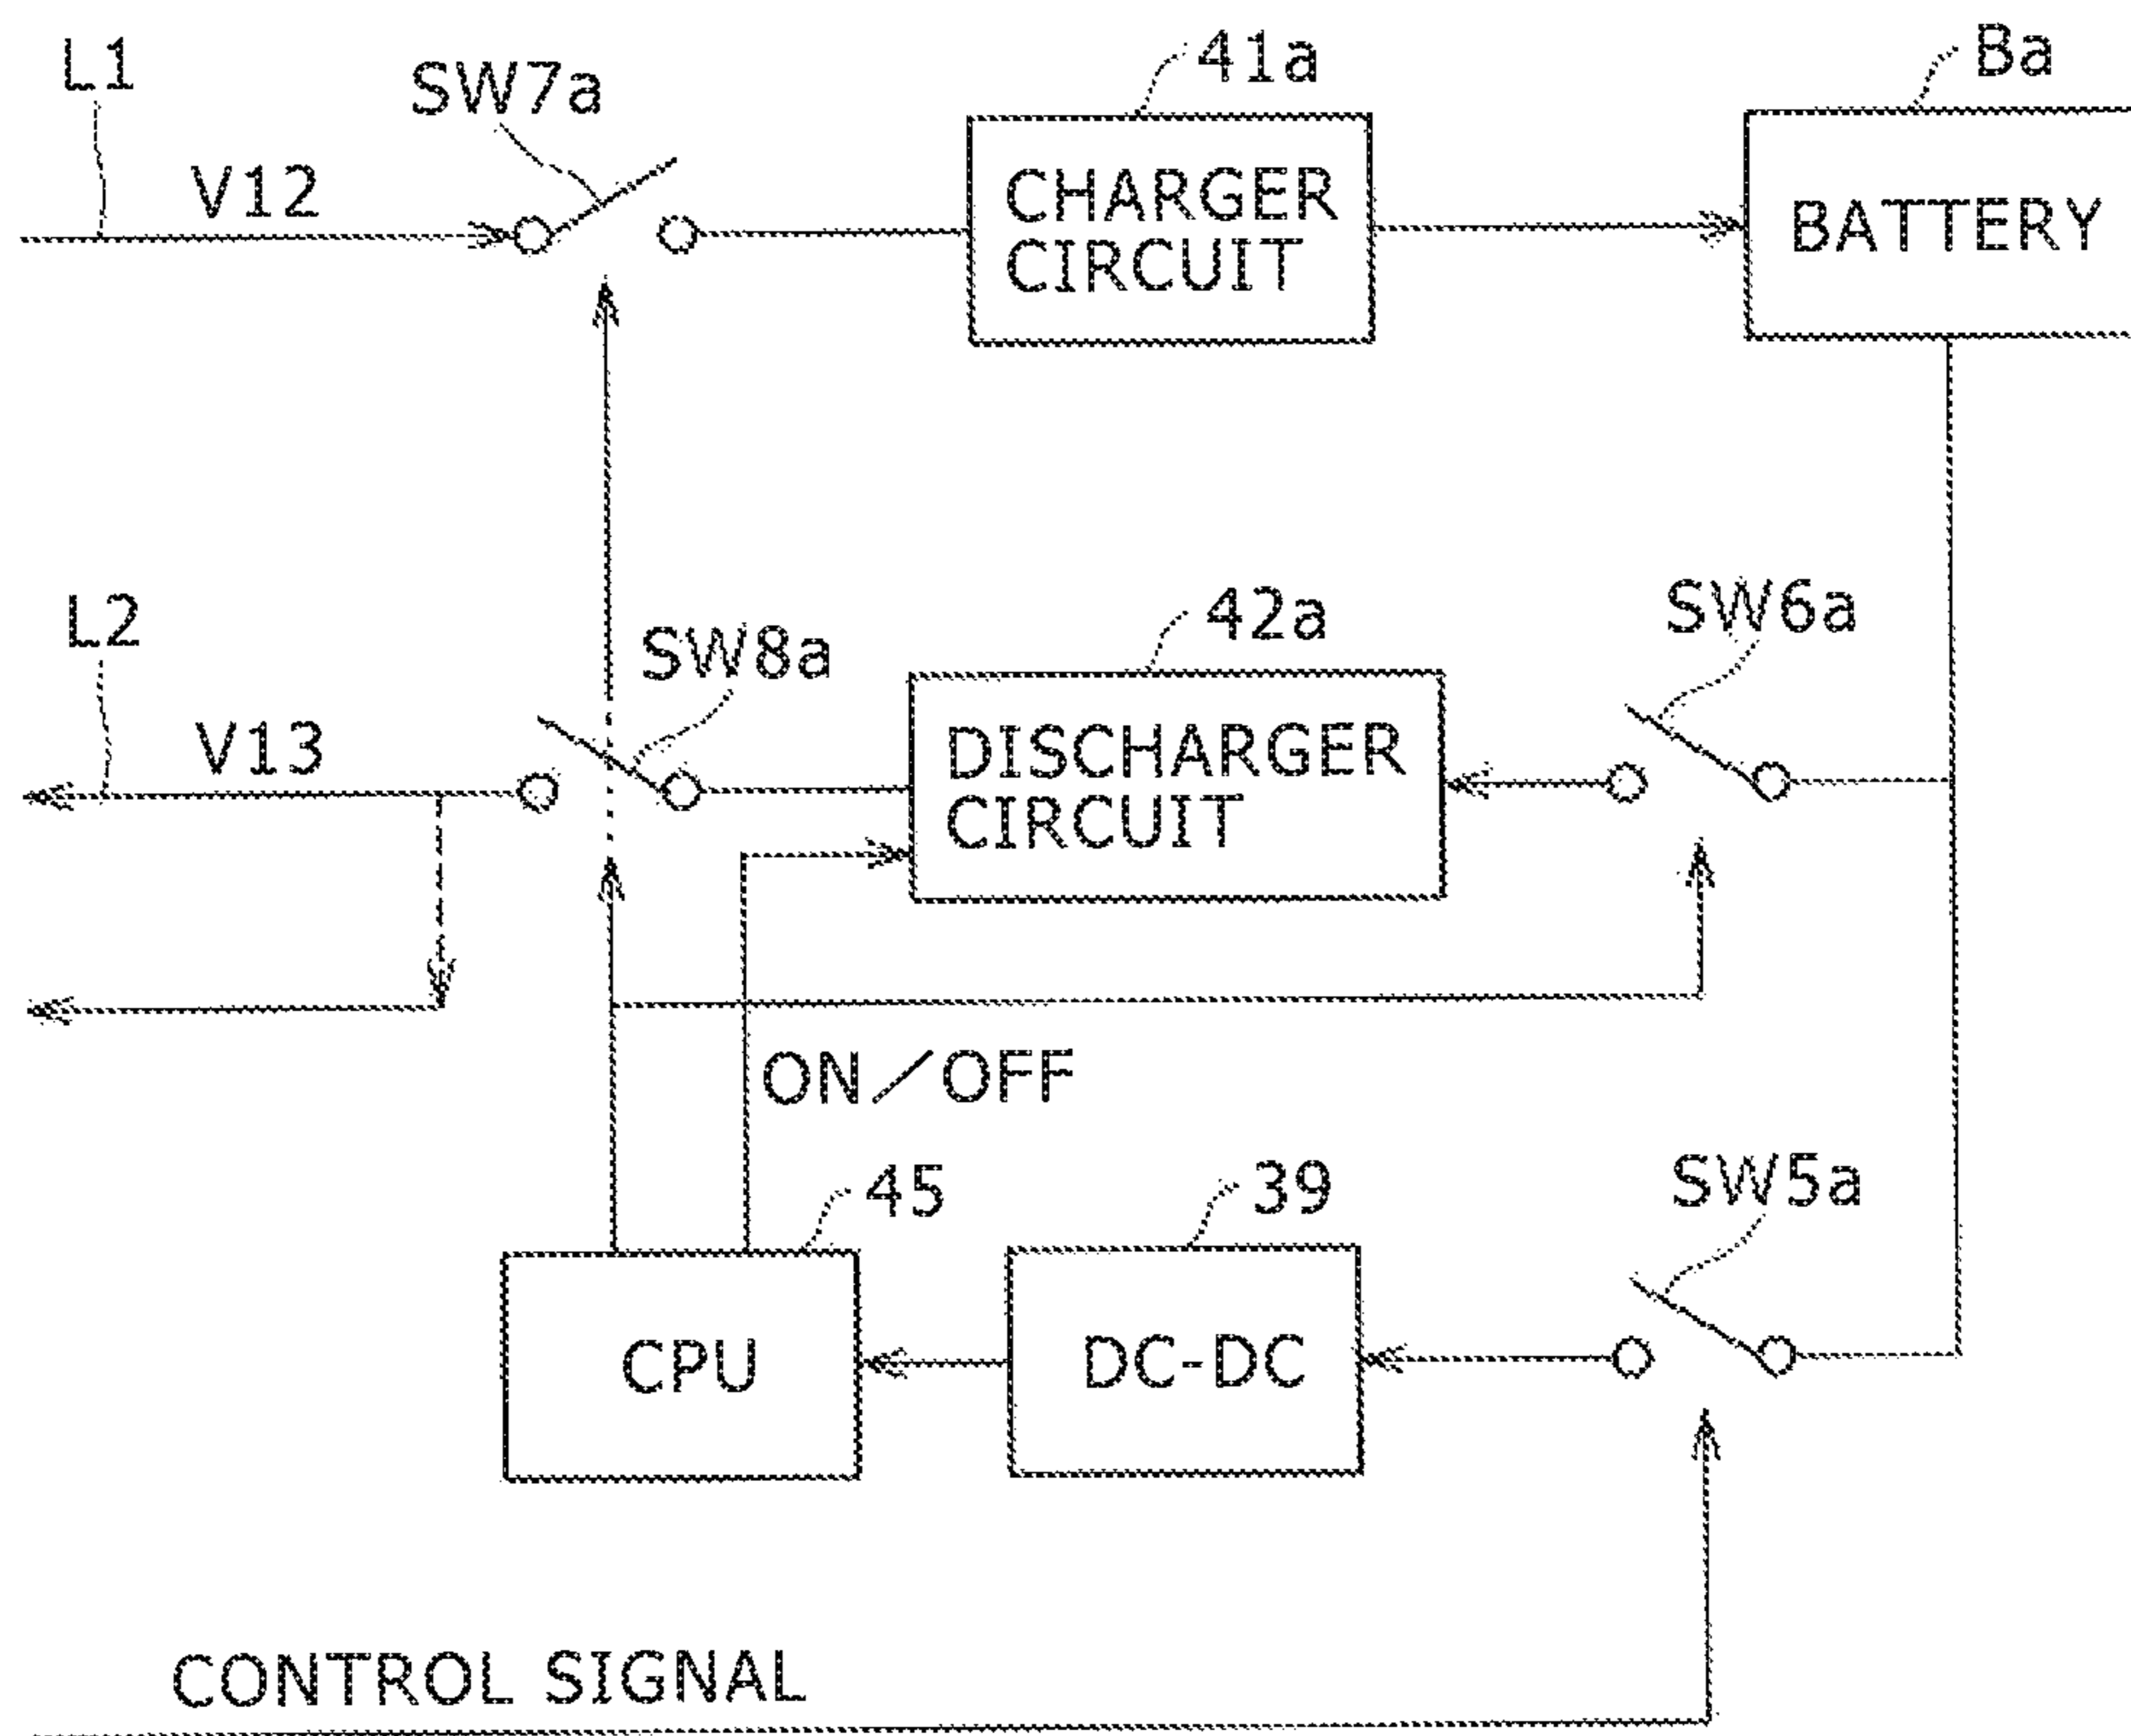 L1
SW7a
41a
Ba
V12
CHARGER
CIRCUIT
BATTERY
L2
SW8a
42a
SW6a
V13
DISCHARGER
CIRCUIT
ON/OFF
45
39
SW5a
CPU
DC-DC
CONTROL SIGNAL